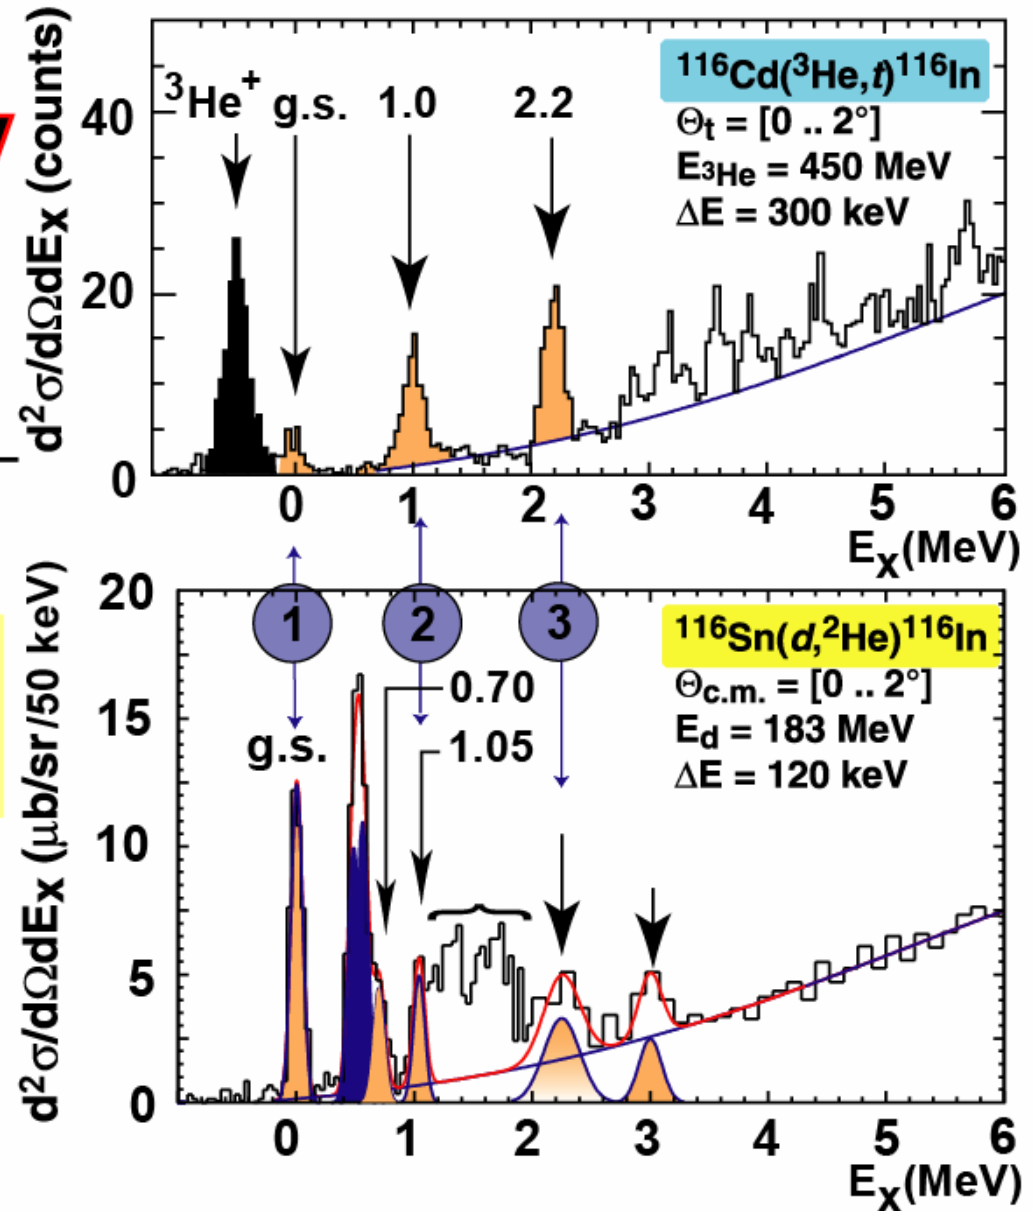 d²σ/dΩdEx (counts)
40
20
0
³He⁺ g.s. 1.0 2.2
¹¹⁶Cd(³He,t)¹¹⁶In
Θt = [0 .. 2°]
E3He = 450 MeV
ΔE = 300 keV
0 1 2 3 4 5 6
Ex(MeV)
d²σ/dΩdEx (μb/sr/50 keV)
20
15
10
5
0
1 2 3
¹¹⁶Sn(d,²He)¹¹⁶In
Θc.m. = [0 .. 2°]
Ed = 183 MeV
ΔE = 120 keV
0.70
g.s.
1.05
0 1 2 3 4 5 6
Ex(MeV)